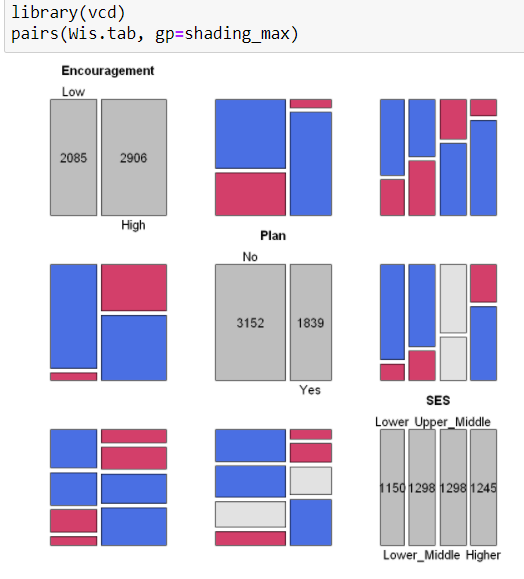 library(vcd)
pairs(Wis.tab, gp=shading_max)
Encouragement
Low
2085 2906
High
Plan
No
3152 1839
Yes
SES
Lower Upper_Middle
1150 1298 1298 1245
Lower_Middle Higher